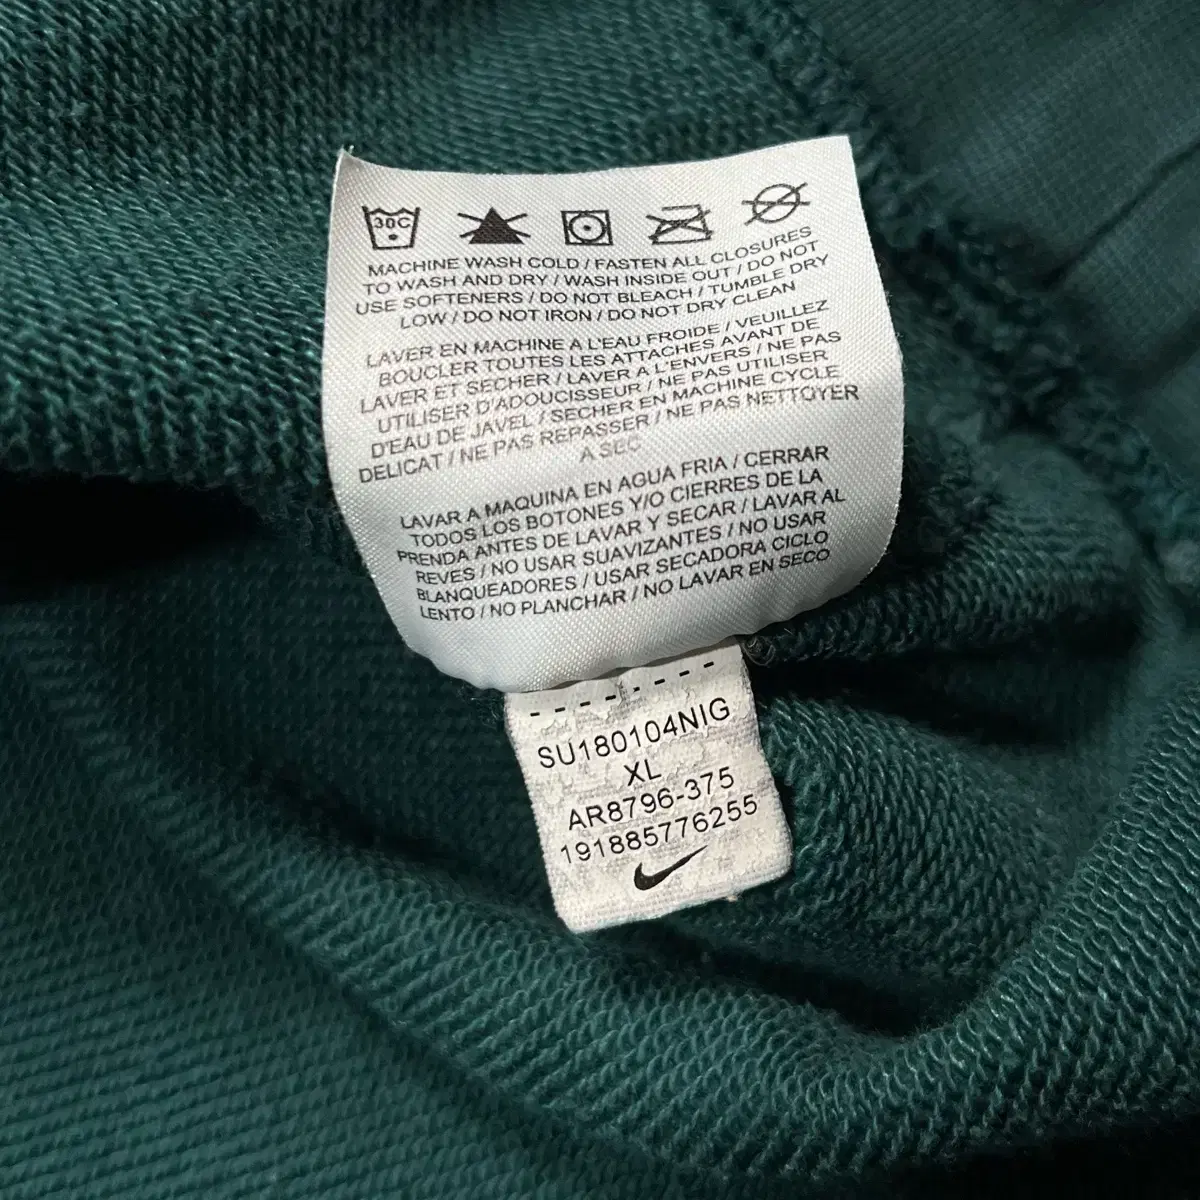 30C
MACHINE WASH COLD / FASTEN ALL CLOSURES
TO WASH AND DRY / WASH INSIDE OUT / DO NOT
USE SOFTENERS / DO NOT BLEACH / TUMBLE DRY
LOW / DO NOT IRON / DO NOT DRY CLEAN
LAVER EN MACHINE A L'EAU FROIDE / VEUILLEZ
BOUCLER TOUTES LES ATTACHES AVANT DE
LAVER ET SECHER / LAVER A L'ENVERS / NE PAS
UTILISER D'ADOUCISSEUR / NE PAS UTILISER
D'EAU DE JAVEL / SECHER EN MACHINE CYCLE
DELICAT / NE PAS REPASSER / NE PAS NETTOYER
A SEC
LAVAR A MAQUINA EN AGUA FRIA / CERRAR
TODOS LOS BOTONES Y/O CIERRES DE LA
PRENDA ANTES DE LAVAR Y SECAR / LAVAR AL
REVES / NO USAR SUAVIZANTES / NO USAR
BLANQUEADORES / USAR SECADORA CICLO
LENTO / NO PLANCHAR / NO LAVAR EN SECO
SU180104NIG
XL
AR8796-375
191885776255